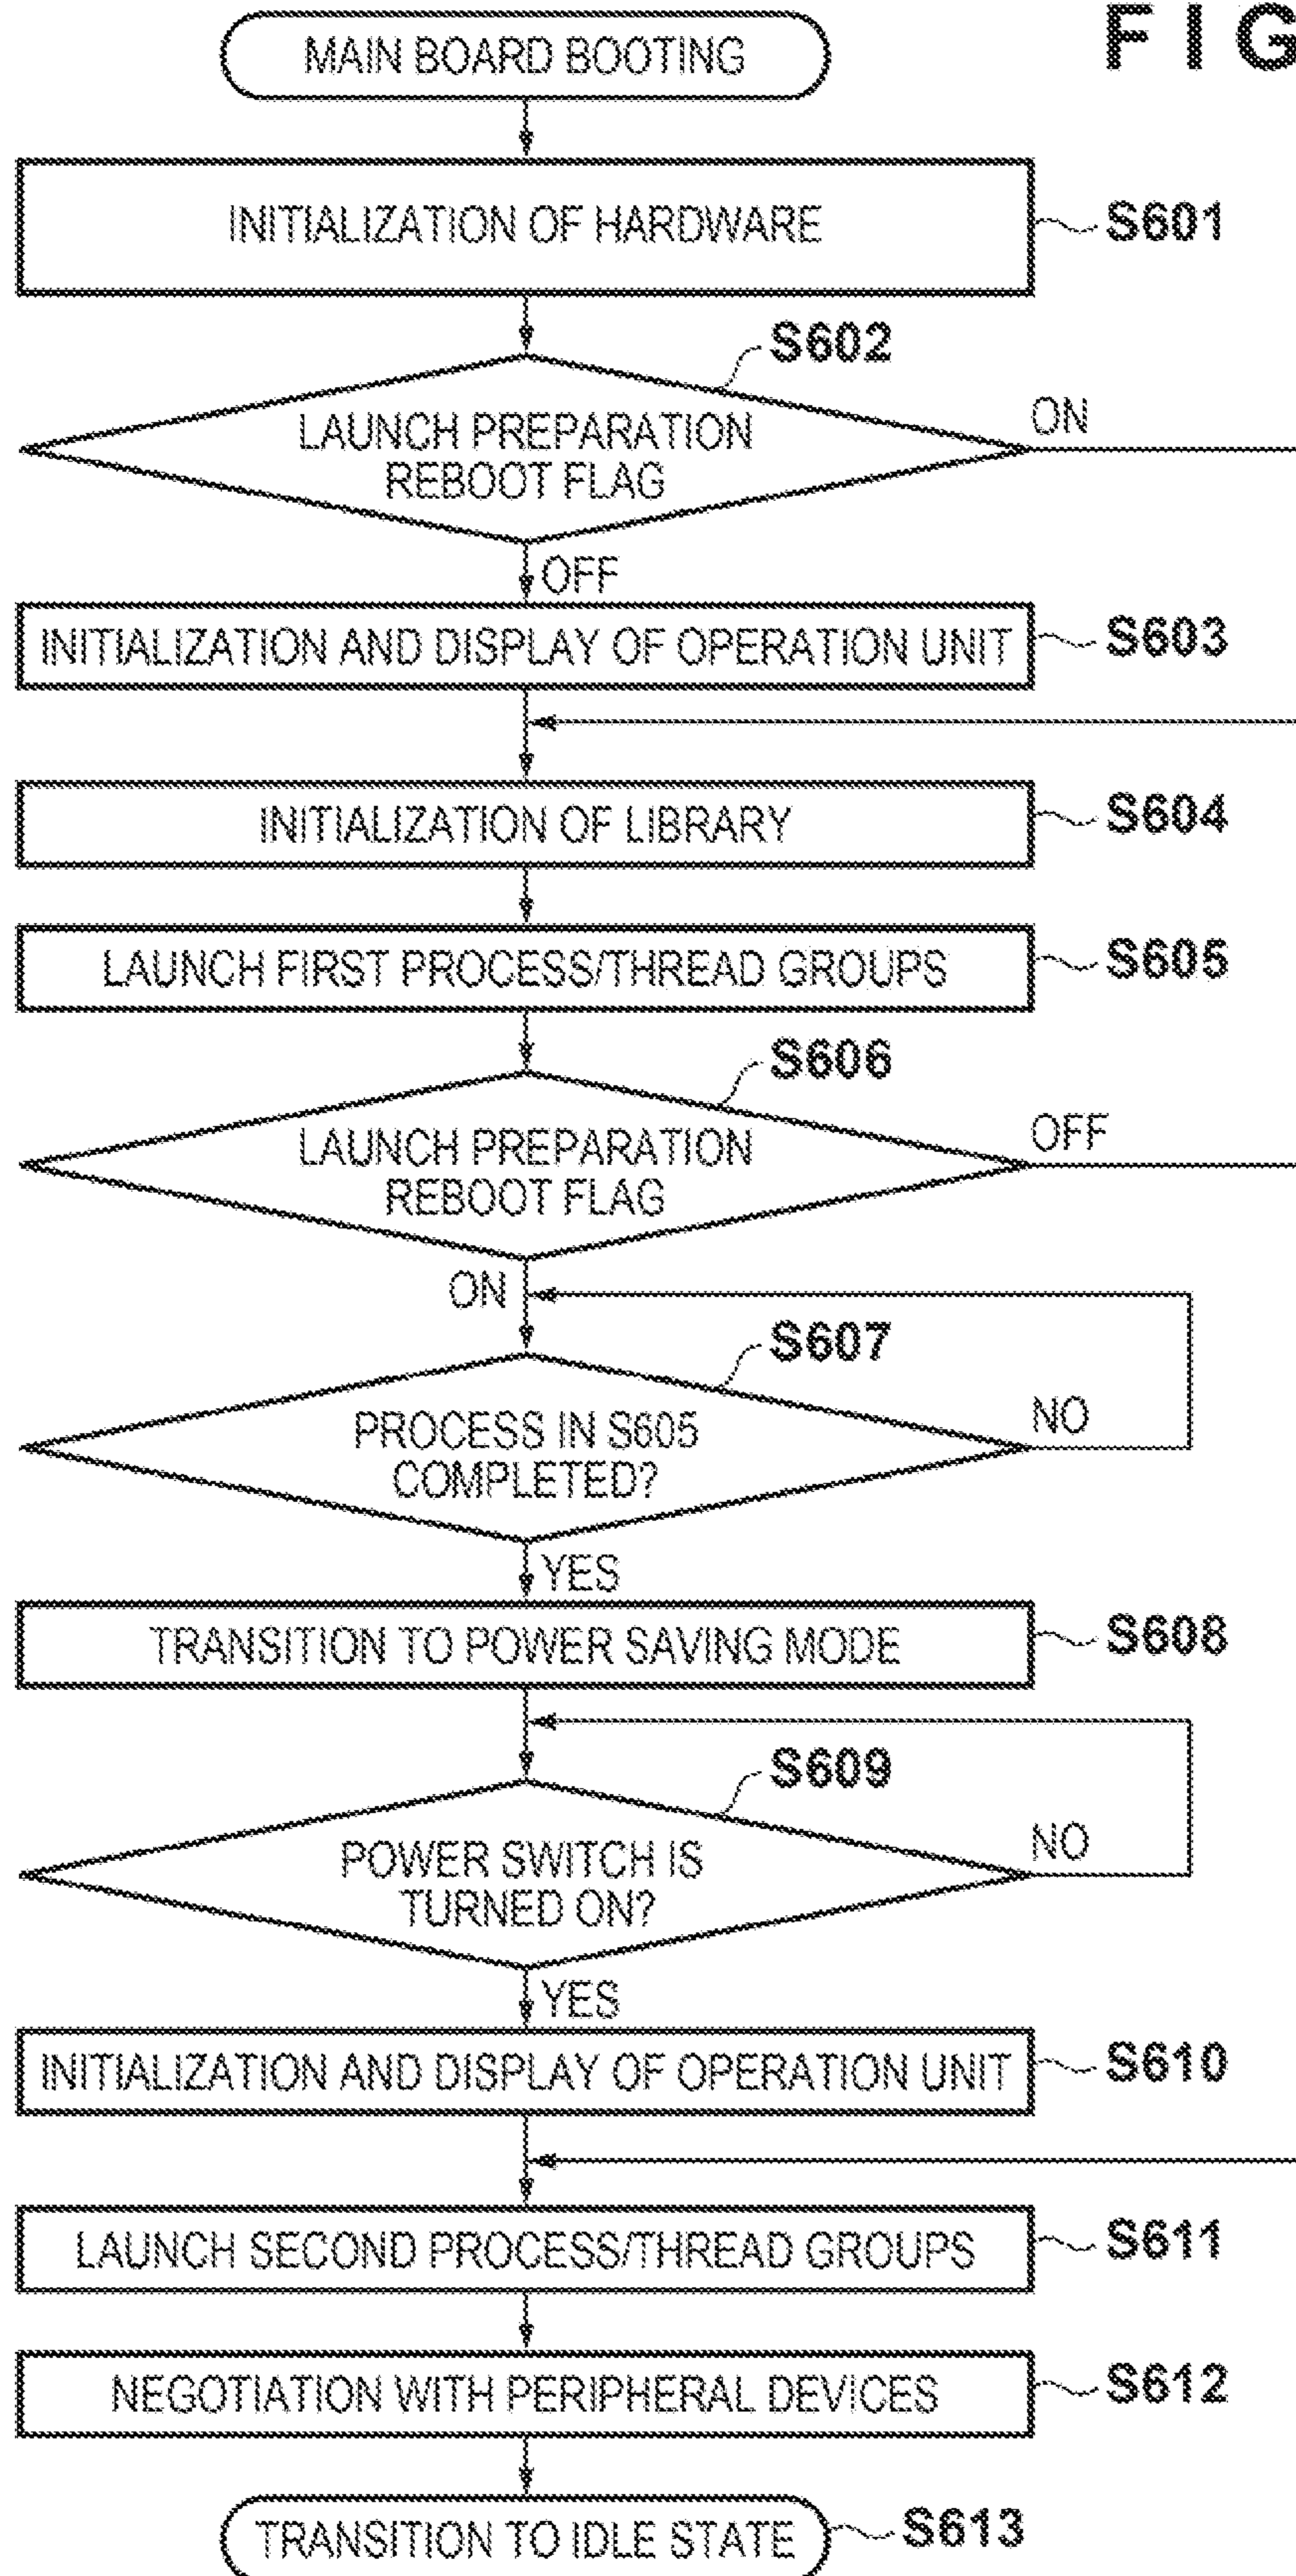 FIG
MAIN BOARD BOOTING
INITIALIZATION OF HARDWARE
S601
S602
LAUNCH PREPARATION
REBOOT FLAG
ON
OFF
INITIALIZATION AND DISPLAY OF OPERATION UNIT
S603
INITIALIZATION OF LIBRARY
S604
LAUNCH FIRST PROCESS/THREAD GROUPS
S605
S606
LAUNCH PREPARATION
REBOOT FLAG
OFF
ON
S607
PROCESS IN S605
COMPLETED?
NO
YES
TRANSITION TO POWER SAVING MODE
S608
S609
POWER SWITCH IS
TURNED ON?
NO
YES
INITIALIZATION AND DISPLAY OF OPERATION UNIT
S610
LAUNCH SECOND PROCESS/THREAD GROUPS
S611
NEGOTIATION WITH PERIPHERAL DEVICES
S612
TRANSITION TO IDLE STATE
S613